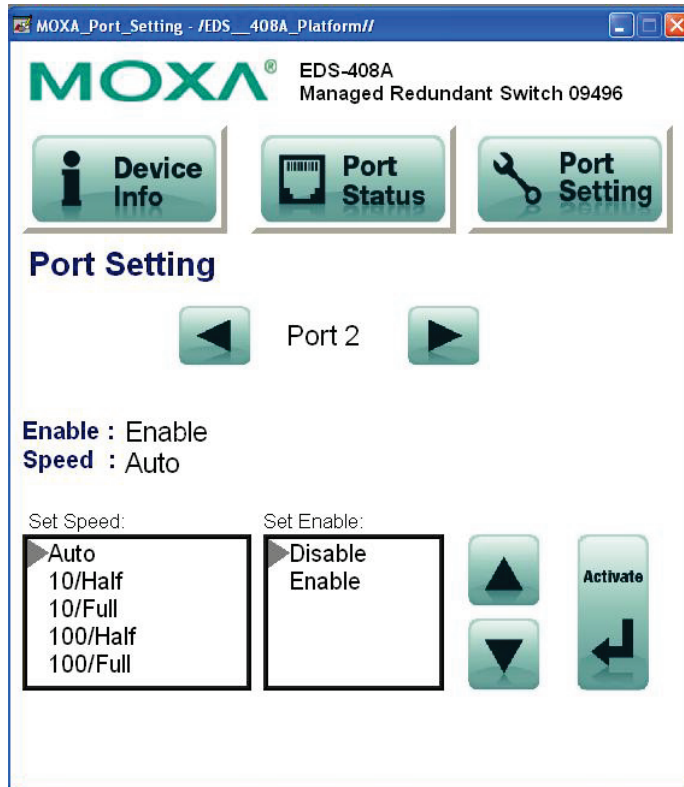 MOXA_Port_Setting - /EDS__408A_Platform//
MOXA®
EDS-408A
Managed Redundant Switch 09496
Device
Info
Port
Status
Port
Setting
Port Setting
Port 2
Enable : Enable
Speed : Auto
Set Speed:
Auto
10/Half
10/Full
100/Half
100/Full
Set Enable:
Disable
Enable
Activate